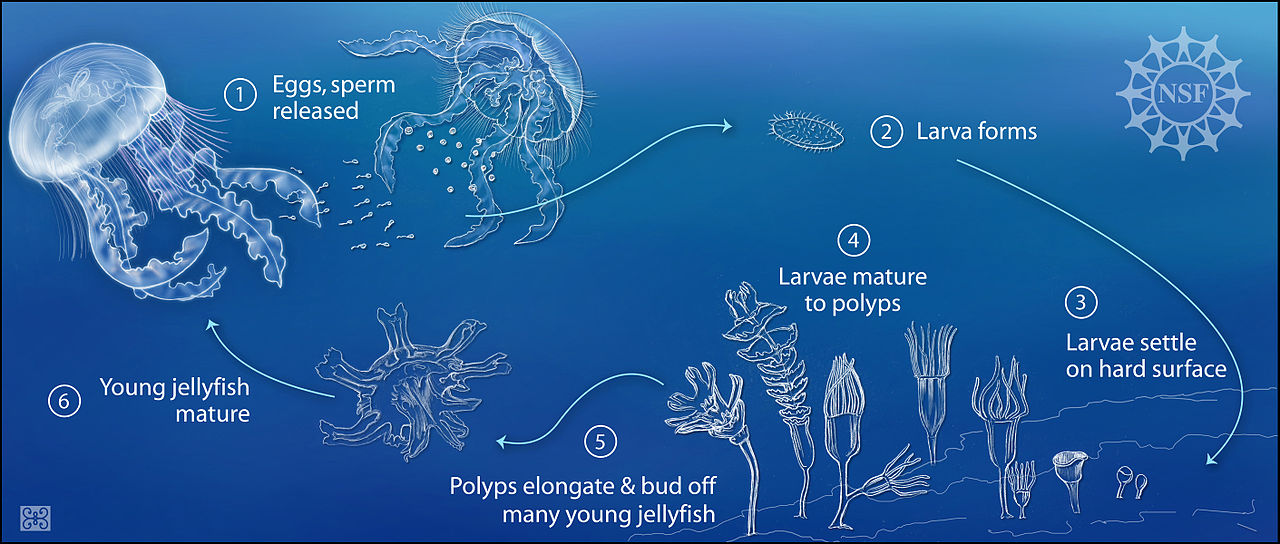 1
Eggs, sperm
released
2
Larva forms
NSF
3
Larvae settle
on hard surface
4
Larvae mature
to polyps
5
Polyps elongate & bud off
many young jellyfish
6
Young jellyfish
mature